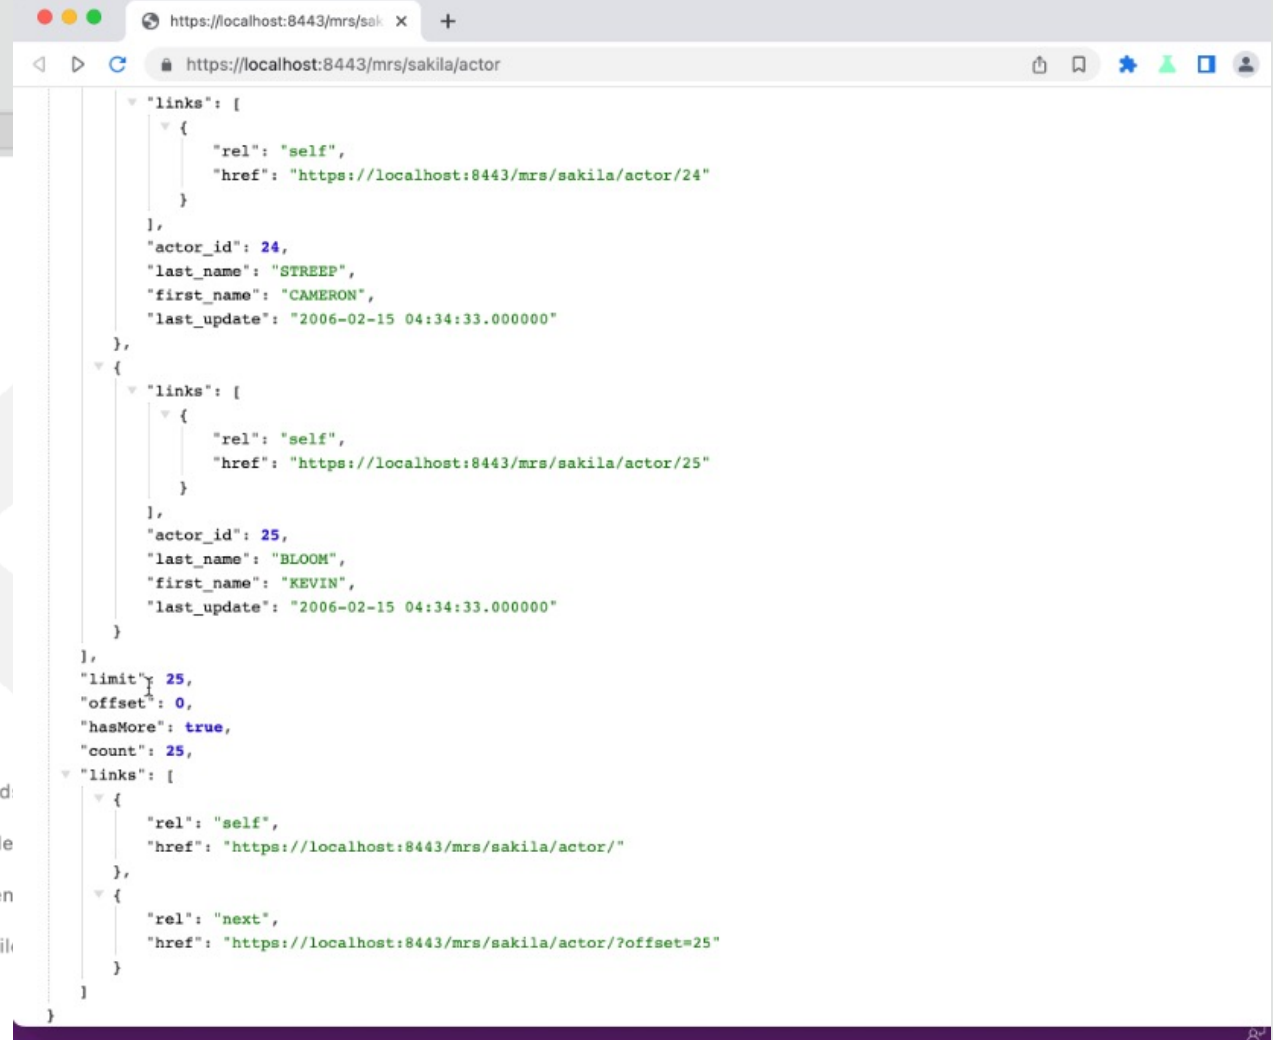 https://localhost:8443/mrs/sak
https://localhost:8443/mrs/sakila/actor
"links": [
{
"rel": "self",
"href": "https://localhost:8443/mrs/sakila/actor/24"
}
],
"actor_id": 24,
"last_name": "STREEP",
"first_name": "CAMERON",
"last_update": "2006-02-15 04:34:33.000000"
},
{
"links": [
{
"rel": "self",
"href": "https://localhost:8443/mrs/sakila/actor/25"
}
],
"actor_id": 25,
"last_name": "BLOOM",
"first_name": "KEVIN",
"last_update": "2006-02-15 04:34:33.000000"
}
],
"limit": 25,
"offset": 0,
"hasMore": true,
"count": 25,
"links": [
{
"rel": "self",
"href": "https://localhost:8443/mrs/sakila/actor/"
},
{
"rel": "next",
"href": "https://localhost:8443/mrs/sakila/actor/?offset=25"
}
]
}